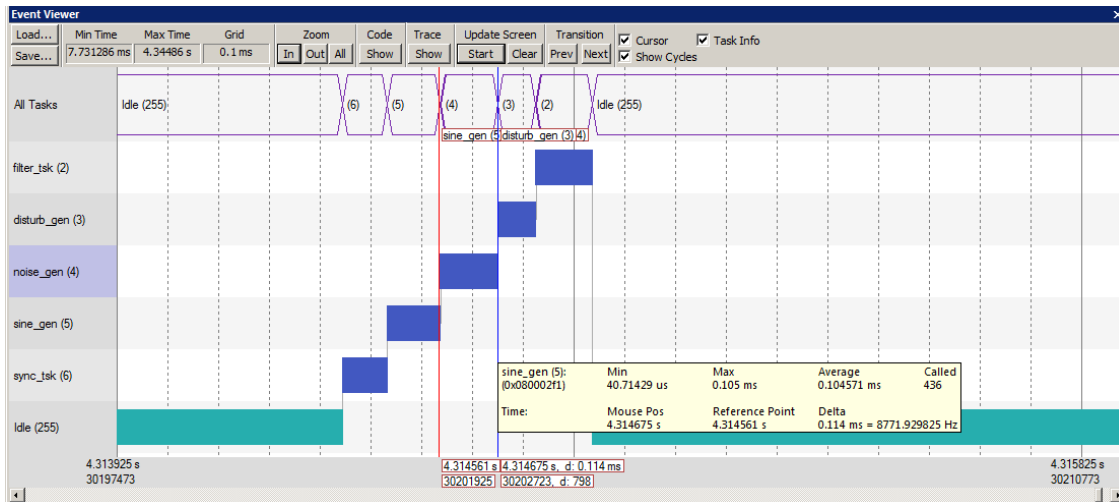 Event Viewer
Load... Min Time Max Time Grid Zoom Code Trace Update Screen Transition Cursor Task Info
Save... 7.731286 ms 4.34486 s 0.1 ms In Out All Show Show Start Clear Prev Next Show Cycles
All Tasks Idle (255) (6) (5) (4) (3) (2) Idle (255)
sine_gen (5 disturb_gen (3) 4)
filter_tsk (2)
disturb_gen (3)
noise_gen (4)
sine_gen (5)
sync_tsk (6)
sine_gen (5): Min Max Average Called
(0x080002f1) 40.71429 us 0.105 ms 0.104571 ms 436
Time: Mouse Pos Reference Point Delta
4.314675 s 4.314561 s 0.114 ms = 8771.929825 Hz
Idle (255)
4.313925 s 4.314561 s 4.314675 s, d: 0.114 ms 4.315825 s
30197473 30201925 30202723, d: 798 30210773